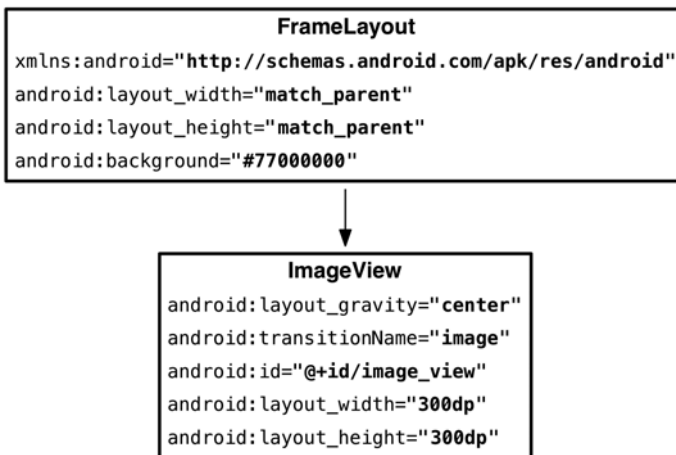 FrameLayout
xmlns:android="http://schemas.android.com/apk/res/android"
android:layout_width="match_parent"
android:layout_height="match_parent"
android:background="#77000000"
ImageView
android:layout_gravity="center"
android:transitionName="image"
android:id="@+id/image_view"
android:layout_width="300dp"
android:layout_height="300dp"